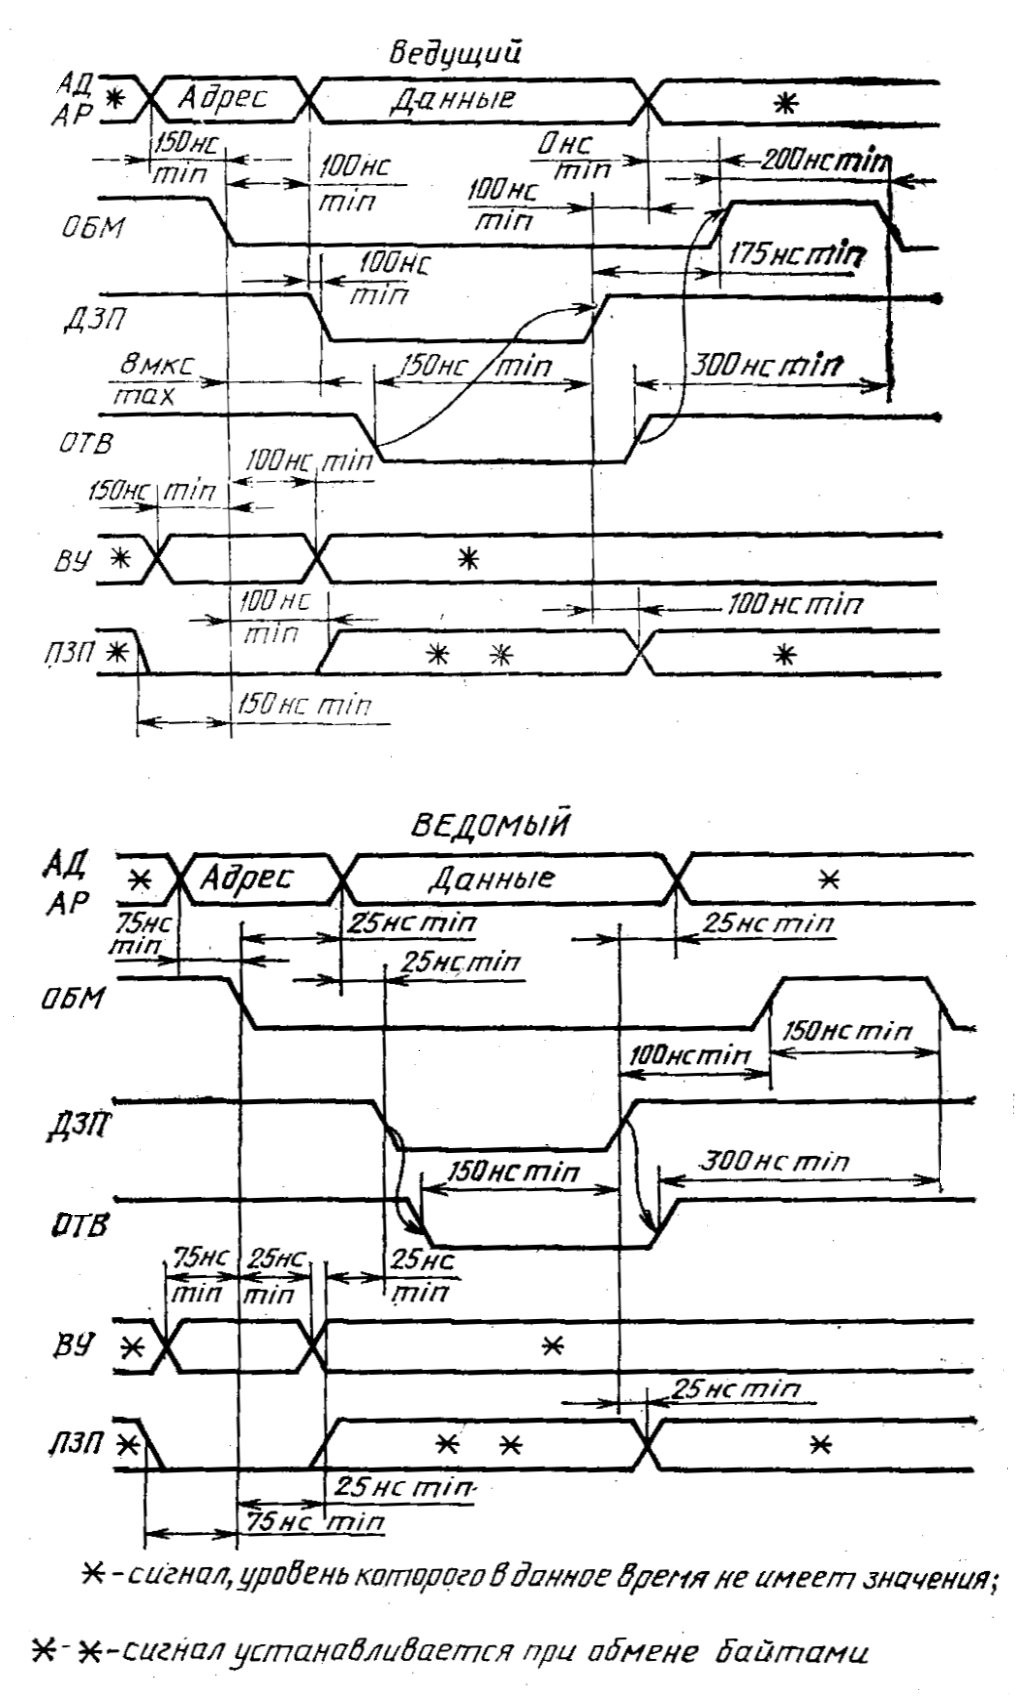 Ведущий
АД
АР
* Адрес Данные *
150нс
min
100нс
min
0нс
min
200нс min
100нс
min
ОБМ
175нс min
100нс
min
ДЗП
8мкс
max
150нс min
300нс min
ОТВ
100нс min
150нс min
ВУ * *
100нс
min
100нс min
ПЗП * * * *
150нс min
ВЕДОМЫЙ
АД
АР
* Адрес Данные *
75нс
min
25нс min
25нс min
25нс min
ОБМ
150нс min
100нс min
ДЗП
150нс min
300нс min
ОТВ
75нс
min
25нс
min
25нс
min
ВУ * *
25нс min
ПЗП * * * *
25нс min
75нс min
* - сигнал, уровень которого в данное время не имеет значения;
* - * - сигнал устанавливается при обмене байтами